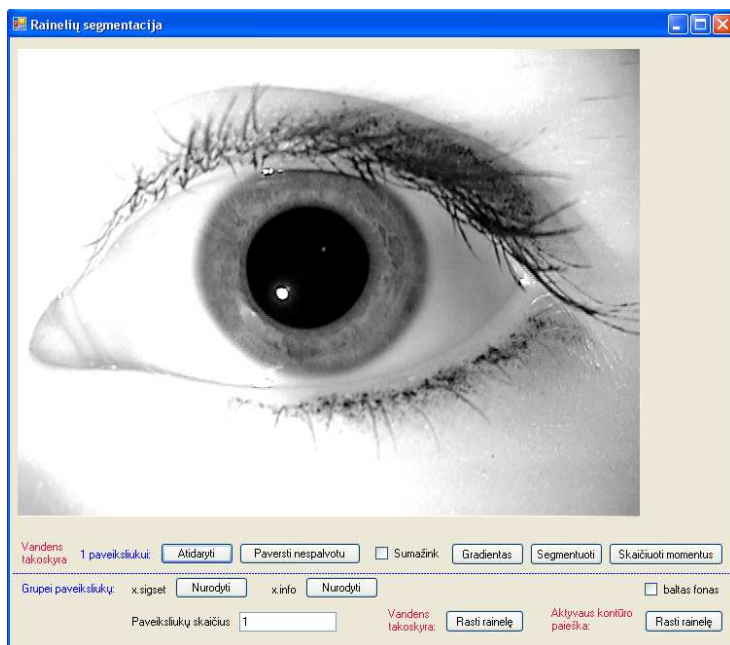 Rainelių segmentacija
Vandens takoskyra 1 paveiksliukui: Atidaryti Paversti nespalvotu Sumažink Gradientas Segmentuoti Skaičiuoti momentus
Grupei paveiksliukų: x.sigset Nurodyti x.info Nurodyti baltas fonas
Paveiksliukų skaičius 1 Vandens takoskyra: Rasti rainelę Aktyvaus kontūro paieška: Rasti rainelę